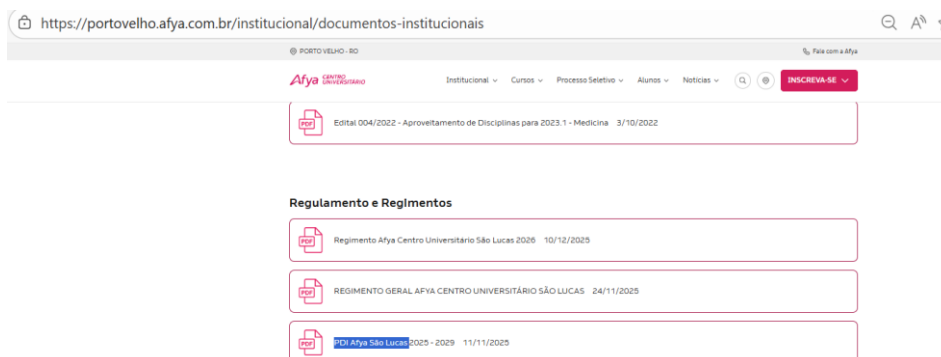 https://portovelho.afya.com.br/institucional/documentos-institucionais
PORTO VELHO - RO
Fale com a Afya
Afya CENTRO UNIVERSITÁRIO
Institucional Cursos Processo Seletivo Alunos Notícias INSCREVA-SE
PDF Edital 004/2022 - Aproveitamento de Disciplinas para 2023.1 - Medicina 3/10/2022
Regulamento e Regimentos
PDF Regimento Afya Centro Universitário São Lucas 2026 10/12/2025
PDF REGIMENTO GERAL AFYA CENTRO UNIVERSITÁRIO SÃO LUCAS 24/11/2025
PDF PDI Afya São Lucas 2025 - 2029 11/11/2025